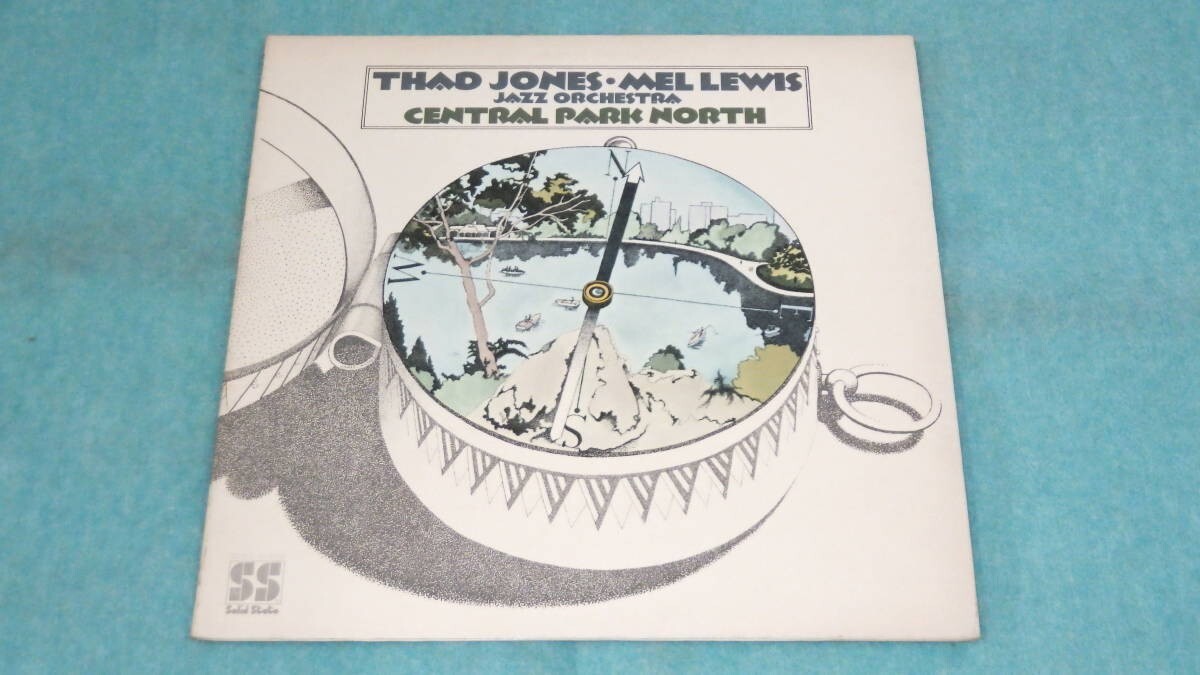 THAD JONES · MEL LEWIS
JAZZ ORCHESTRA
CENTRAL PARK NORTH
N
W
S
SS
Solid State